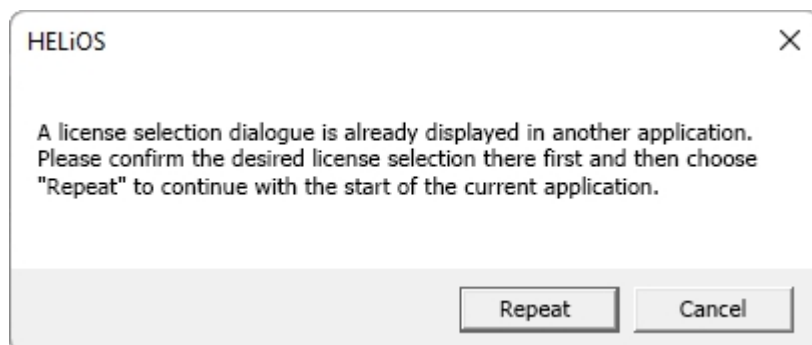 HELiOS
A license selection dialogue is already displayed in another application.
Please confirm the desired license selection there first and then choose
"Repeat" to continue with the start of the current application.
Repeat
Cancel